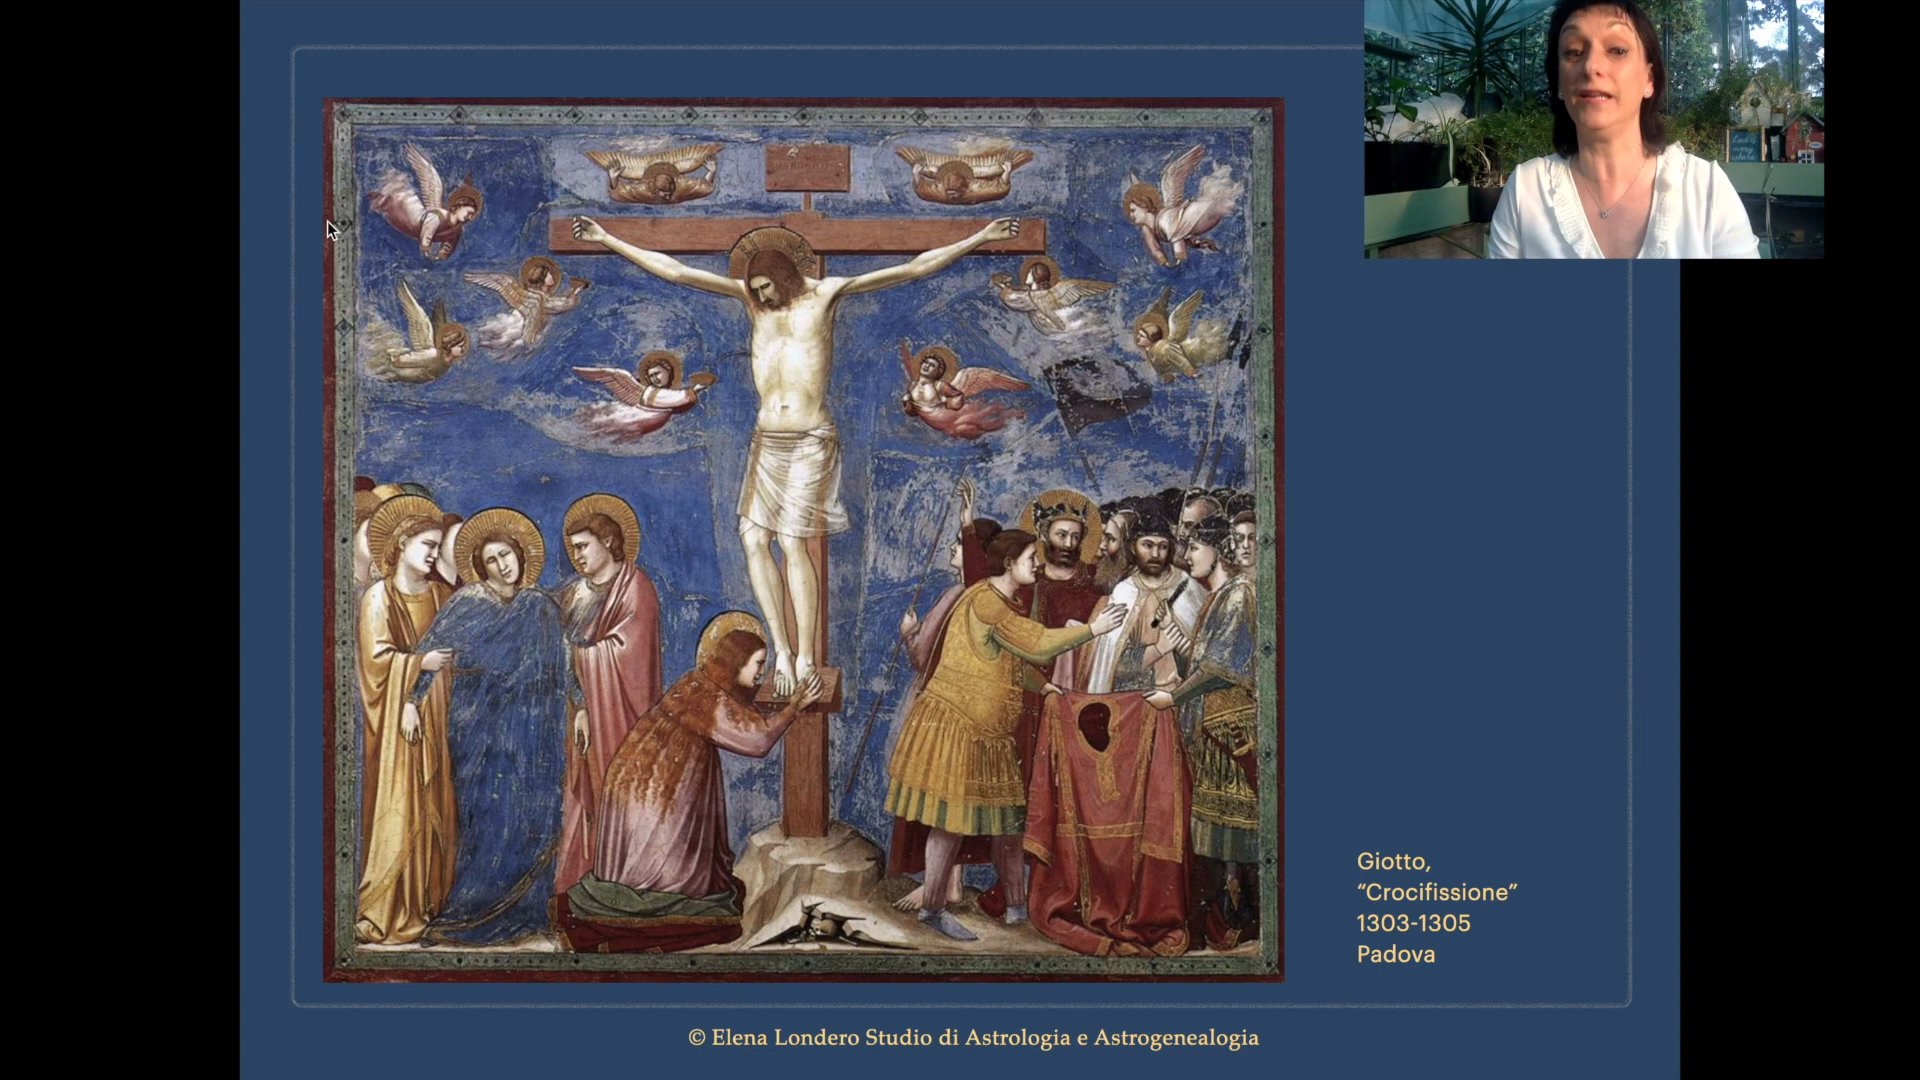 Giotto,
“Crocifissione”
1303-1305
Padova
© Elena Londero Studio di Astrologia e Astrogenealogia